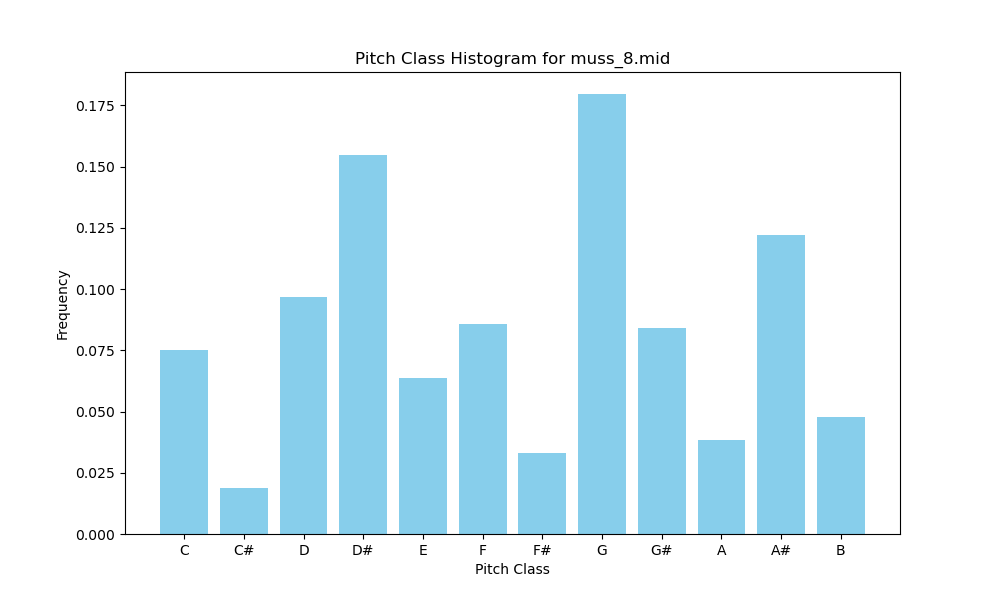 Pitch Class Histogram for muss_8.mid
Frequency
0.175
0.150
0.125
0.100
0.075
0.050
0.025
0.000
C C# D D# E F F# G G# A A# B
Pitch Class